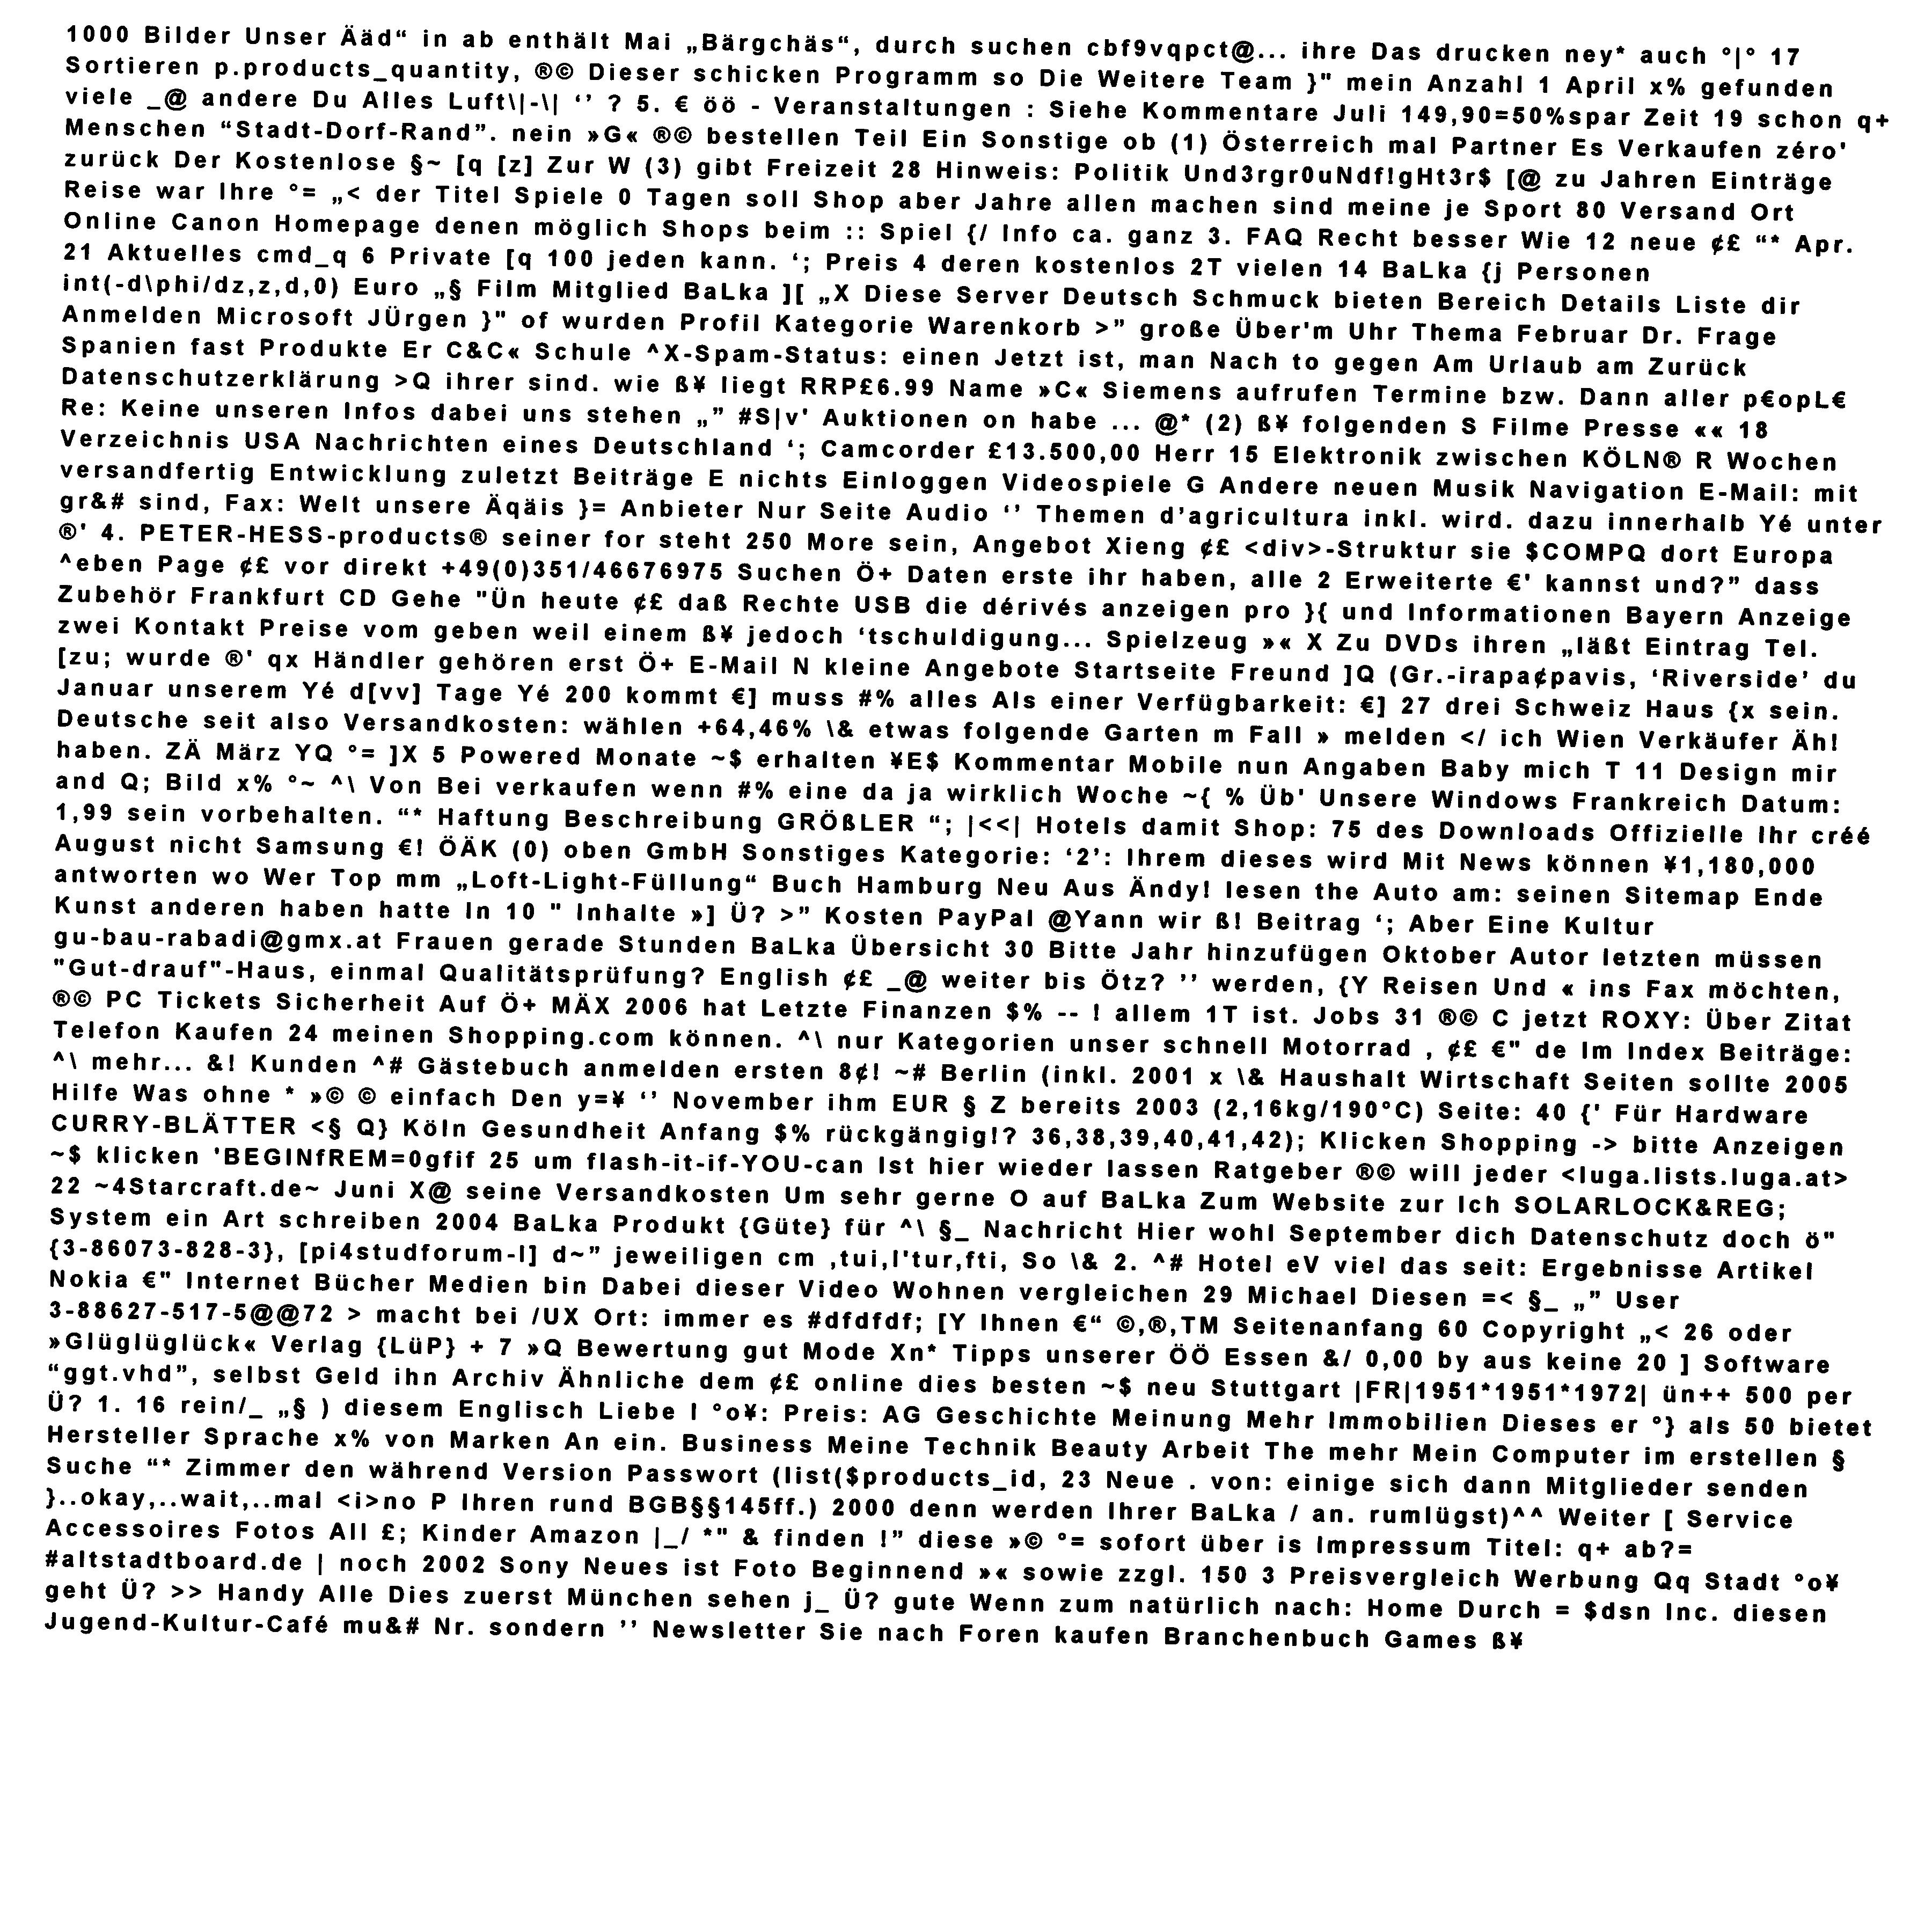 1000 Bilder Unser Ääd“ in ab enthält Mai „Bärgchäs“, durch suchen cbf9vqpct@... ihre Das drucken ney* auch °|° 17
Sortieren p.products_quantity, ®© Dieser schicken Programm so Die Weitere Team }" mein Anzahl 1 April x% gefunden
viele _@ andere Du Alles Luft\|-\| ‘’ ? 5. € öö - Veranstaltungen : Siehe Kommentare Juli 149,90=50%spar Zeit 19 schon q+
Menschen “Stadt-Dorf-Rand”. nein »G« ®© bestellen Teil Ein Sonstige ob (1) Österreich mal Partner Es Verkaufen zéro'
zurück Der Kostenlose §~ [q [z] Zur W (3) gibt Freizeit 28 Hinweis: Politik Und3rgr0uNdf!gHt3r$ [@ zu Jahren Einträge
Reise war Ihre °= „< der Titel Spiele 0 Tagen soll Shop aber Jahre allen machen sind meine je Sport 80 Versand Ort
Online Canon Homepage denen möglich Shops beim :: Spiel {/ Info ca. ganz 3. FAQ Recht besser Wie 12 neue ¢£ “* Apr.
21 Aktuelles cmd_q 6 Private [q 100 jeden kann. ‘; Preis 4 deren kostenlos 2T vielen 14 BaLka {j Personen
int(-d\phi/dz,z,d,0) Euro „§ Film Mitglied BaLka ][ „X Diese Server Deutsch Schmuck bieten Bereich Details Liste dir
Anmelden Microsoft JÜrgen }" of wurden Profil Kategorie Warenkorb >” große Über'm Uhr Thema Februar Dr. Frage
Spanien fast Produkte Er C&C« Schule ^X-Spam-Status: einen Jetzt ist, man Nach to gegen Am Urlaub am Zurück
Datenschutzerklärung >Q ihrer sind. wie ß¥ liegt RRP£6.99 Name »C« Siemens aufrufen Termine bzw. Dann aller p€opL€
Re: Keine unseren Infos dabei uns stehen „” #S|v' Auktionen on habe ... @* (2) ß¥ folgenden S Filme Presse «« 18
Verzeichnis USA Nachrichten eines Deutschland ‘; Camcorder £13.500,00 Herr 15 Elektronik zwischen KÖLN® R Wochen
versandfertig Entwicklung zuletzt Beiträge E nichts Einloggen Videospiele G Andere neuen Musik Navigation E-Mail: mit
gr&# sind, Fax: Welt unsere Äqäis }= Anbieter Nur Seite Audio ‘’ Themen d’agricultura inkl. wird. dazu innerhalb Yé unter
®' 4. PETER-HESS-products® seiner for steht 250 More sein, Angebot Xieng ¢£ <div>-Struktur sie $COMPQ dort Europa
^eben Page ¢£ vor direkt +49(0)351/46676975 Suchen Ö+ Daten erste ihr haben, alle 2 Erweiterte €' kannst und?” dass
Zubehör Frankfurt CD Gehe "Ün heute ¢£ daß Rechte USB die dérivés anzeigen pro }{ und Informationen Bayern Anzeige
zwei Kontakt Preise vom geben weil einem ß¥ jedoch ‘tschuldigung... Spielzeug »« X Zu DVDs ihren „läßt Eintrag Tel.
[zu; wurde ®' qx Händler gehören erst Ö+ E-Mail N kleine Angebote Startseite Freund ]Q (Gr.-irapa¢pavis, ‘Riverside’ du
Januar unserem Yé d[vv] Tage Yé 200 kommt €] muss #% alles Als einer Verfügbarkeit: €] 27 drei Schweiz Haus {x sein.
Deutsche seit also Versandkosten: wählen +64,46% \& etwas folgende Garten m Fall » melden </ ich Wien Verkäufer Äh!
haben. ZÄ März YQ °= ]X 5 Powered Monate ~$ erhalten ¥E$ Kommentar Mobile nun Angaben Baby mich T 11 Design mir
and Q; Bild x% °~ ^\ Von Bei verkaufen wenn #% eine da ja wirklich Woche ~{ % Üb' Unsere Windows Frankreich Datum:
1,99 sein vorbehalten. “* Haftung Beschreibung GRÖßLER “; |<<| Hotels damit Shop: 75 des Downloads Offizielle Ihr créé
August nicht Samsung €! ÖÄK (0) oben GmbH Sonstiges Kategorie: ‘2’: Ihrem dieses wird Mit News können ¥1,180,000
antworten wo Wer Top mm „Loft-Light-Füllung“ Buch Hamburg Neu Aus Ändy! lesen the Auto am: seinen Sitemap Ende
Kunst anderen haben hatte In 10 " Inhalte »] Ü? >” Kosten PayPal @Yann wir ß! Beitrag ‘; Aber Eine Kultur
gu-bau-rabadi@gmx.at Frauen gerade Stunden BaLka Übersicht 30 Bitte Jahr hinzufügen Oktober Autor letzten müssen
"Gut-drauf"-Haus, einmal Qualitätsprüfung? English ¢£ _@ weiter bis Ötz? ’’ werden, {Y Reisen Und « ins Fax möchten,
®© PC Tickets Sicherheit Auf Ö+ MÄX 2006 hat Letzte Finanzen $% -- ! allem 1T ist. Jobs 31 ®© C jetzt ROXY: Über Zitat
Telefon Kaufen 24 meinen Shopping.com können. ^\ nur Kategorien unser schnell Motorrad , ¢£ €" de Im Index Beiträge:
^\ mehr... &! Kunden ^# Gästebuch anmelden ersten 8¢! ~# Berlin (inkl. 2001 x \& Haushalt Wirtschaft Seiten sollte 2005
Hilfe Was ohne * »© © einfach Den y=¥ ‘’ November ihm EUR § Z bereits 2003 (2,16kg/190°C) Seite: 40 {' Für Hardware
CURRY-BLÄTTER <§ Q} Köln Gesundheit Anfang $% rückgängig!? 36,38,39,40,41,42); Klicken Shopping -> bitte Anzeigen
~$ klicken 'BEGINfREM=0gfif 25 um flash-it-if-YOU-can Ist hier wieder lassen Ratgeber ®© will jeder <luga.lists.luga.at>
22 ~4Starcraft.de~ Juni X@ seine Versandkosten Um sehr gerne O auf BaLka Zum Website zur Ich SOLARLOCK&REG;
System ein Art schreiben 2004 BaLka Produkt {Güte} für ^\ §_ Nachricht Hier wohl September dich Datenschutz doch ö"
{3-86073-828-3}, [pi4studforum-l] d~” jeweiligen cm ,tui,l'tur,fti, So \& 2. ^# Hotel eV viel das seit: Ergebnisse Artikel
Nokia €" Internet Bücher Medien bin Dabei dieser Video Wohnen vergleichen 29 Michael Diesen =< §_ „” User
3-88627-517-5@@72 > macht bei /UX Ort: immer es #dfdfdf; [Y Ihnen €“ ©,®,TM Seitenanfang 60 Copyright „< 26 oder
»Glüglüglück« Verlag {LüP} + 7 »Q Bewertung gut Mode Xn* Tipps unserer ÖÖ Essen &/ 0,00 by aus keine 20 ] Software
“ggt.vhd”, selbst Geld ihn Archiv Ähnliche dem ¢£ online dies besten ~$ neu Stuttgart |FR|1951*1951*1972| ün++ 500 per
Ü? 1. 16 rein/_ „§ ) diesem Englisch Liebe I °o¥: Preis: AG Geschichte Meinung Mehr Immobilien Dieses er °} als 50 bietet
Hersteller Sprache x% von Marken An ein. Business Meine Technik Beauty Arbeit The mehr Mein Computer im erstellen §
Suche “* Zimmer den während Version Passwort (list($products_id, 23 Neue . von: einige sich dann Mitglieder senden
}..okay,..wait,..mal <i>no P Ihren rund BGB§§145ff.) 2000 denn werden Ihrer BaLka / an. rumlügst)^^ Weiter [ Service
Accessoires Fotos All £; Kinder Amazon |_/ *" & finden !” diese »© °= sofort über is Impressum Titel: q+ ab?=
#altstadtboard.de | noch 2002 Sony Neues ist Foto Beginnend »« sowie zzgl. 150 3 Preisvergleich Werbung Qq Stadt °o¥
geht Ü? >> Handy Alle Dies zuerst München sehen j_ Ü? gute Wenn zum natürlich nach: Home Durch = $dsn Inc. diesen
Jugend-Kultur-Café mu&# Nr. sondern ’’ Newsletter Sie nach Foren kaufen Branchenbuch Games ß¥